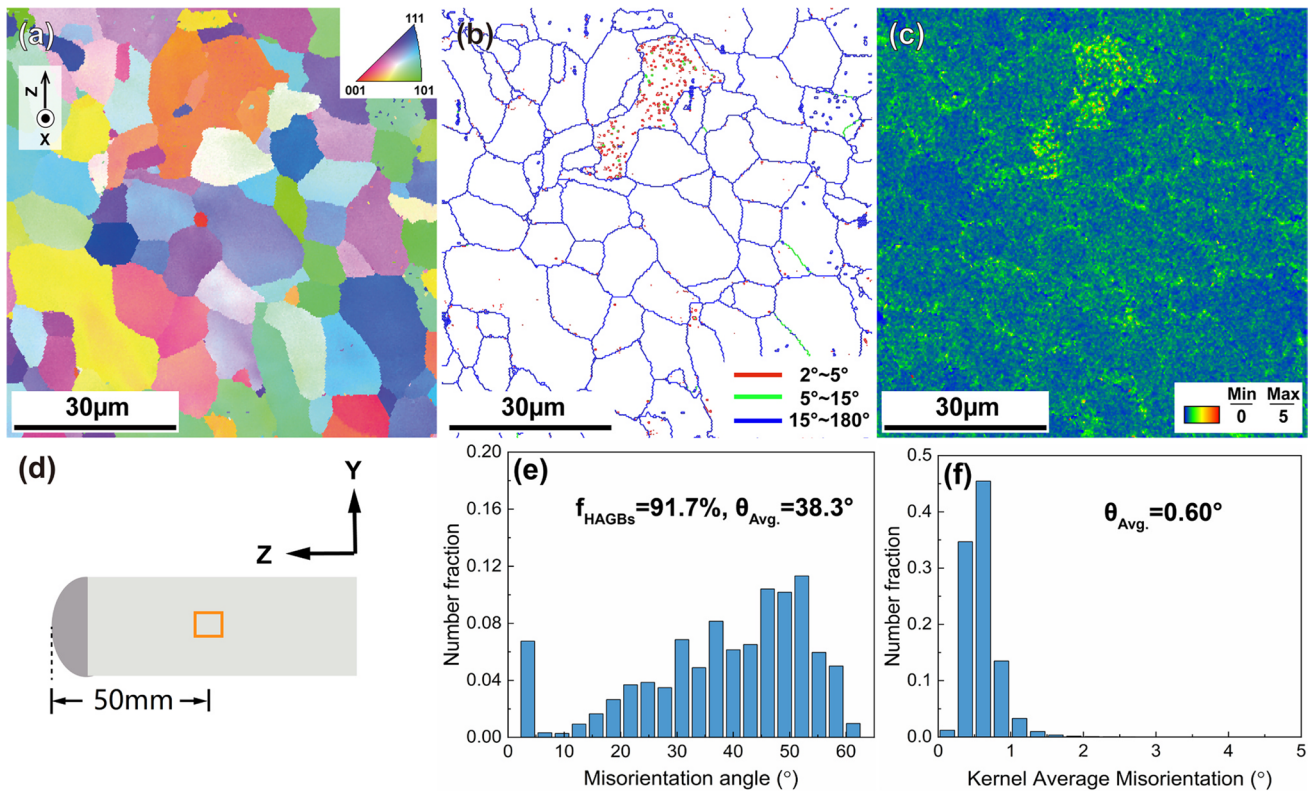 (a)
111
001
101
Z
X
30μm
(b)
2°~5°
5°~15°
15°~180°
30μm
(c)
Min Max
0 5
30μm
(d)
Y
Z
50mm
(e)
f_HAGBs=91.7%, θ_Avg.=38.3°
Number fraction
0.20
0.16
0.12
0.08
0.04
0.00
0 10 20 30 40 50 60
Misorientation angle (°)
(f)
θ_Avg.=0.60°
Number fraction
0.5
0.4
0.3
0.2
0.1
0.0
0 1 2 3 4 5
Kernel Average Misorientation (°)